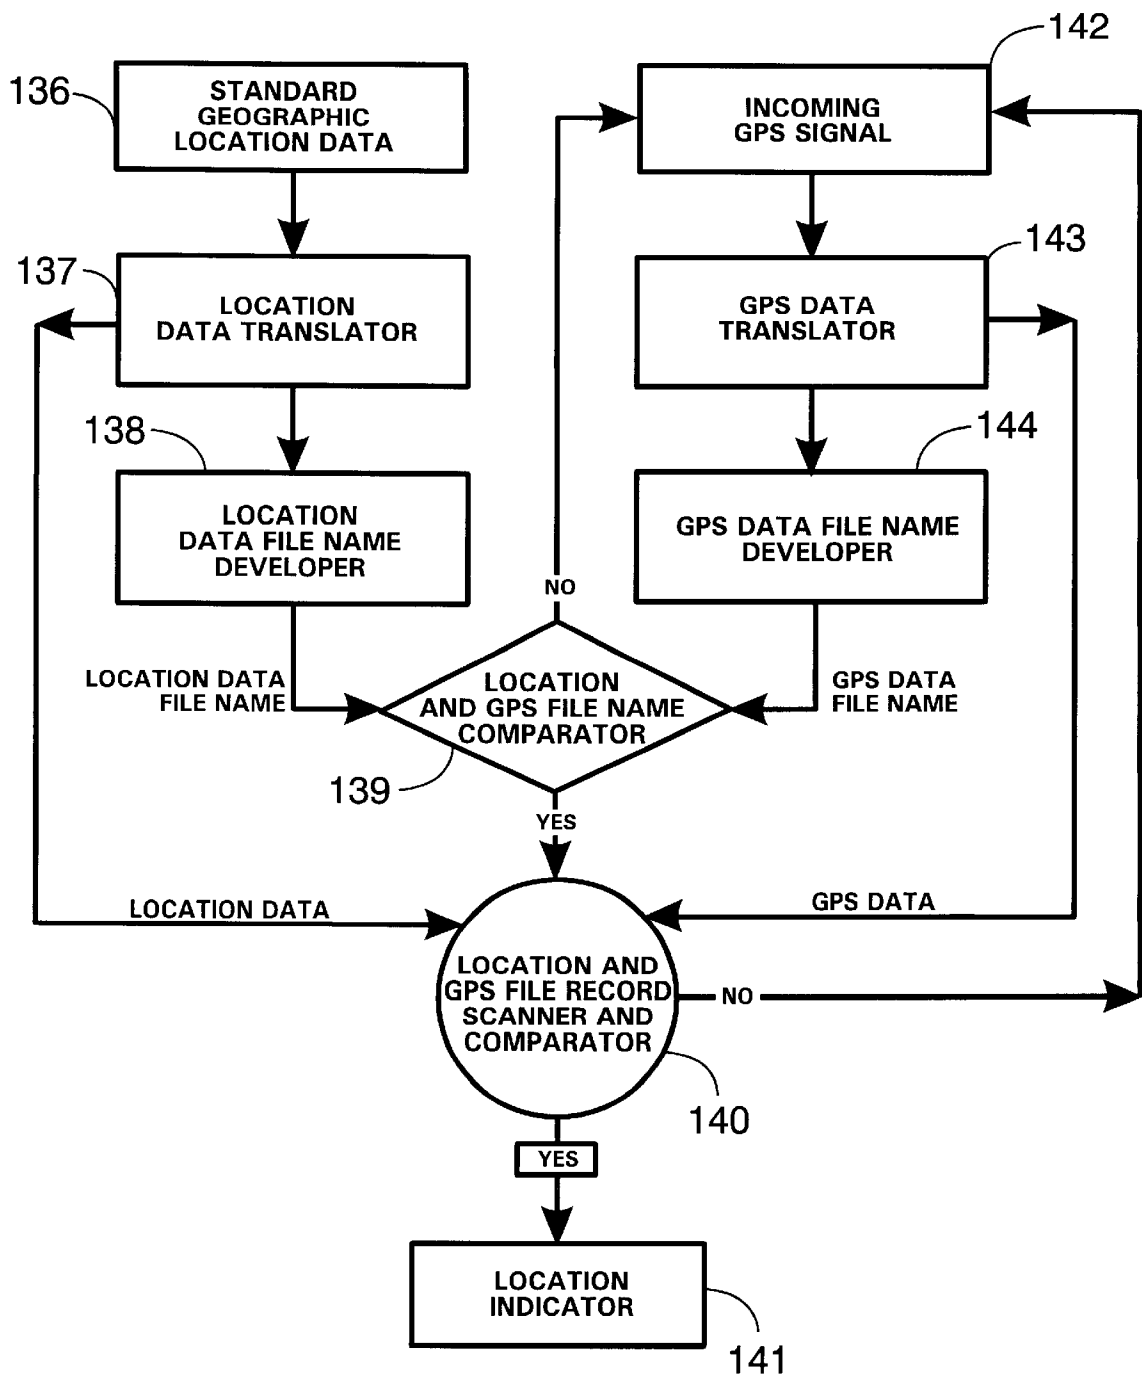 142
136
STANDARD
GEOGRAPHIC
LOCATION DATA
INCOMING
GPS SIGNAL
137
LOCATION
DATA TRANSLATOR
143
GPS DATA
TRANSLATOR
138
LOCATION
DATA FILE NAME
DEVELOPER
144
GPS DATA FILE NAME
DEVELOPER
NO
LOCATION DATA
FILE NAME
LOCATION
AND GPS FILE NAME
COMPARATOR
GPS DATA
FILE NAME
139
YES
LOCATION DATA
GPS DATA
LOCATION AND
GPS FILE RECORD
SCANNER AND
COMPARATOR
NO
140
YES
LOCATION
INDICATOR
141